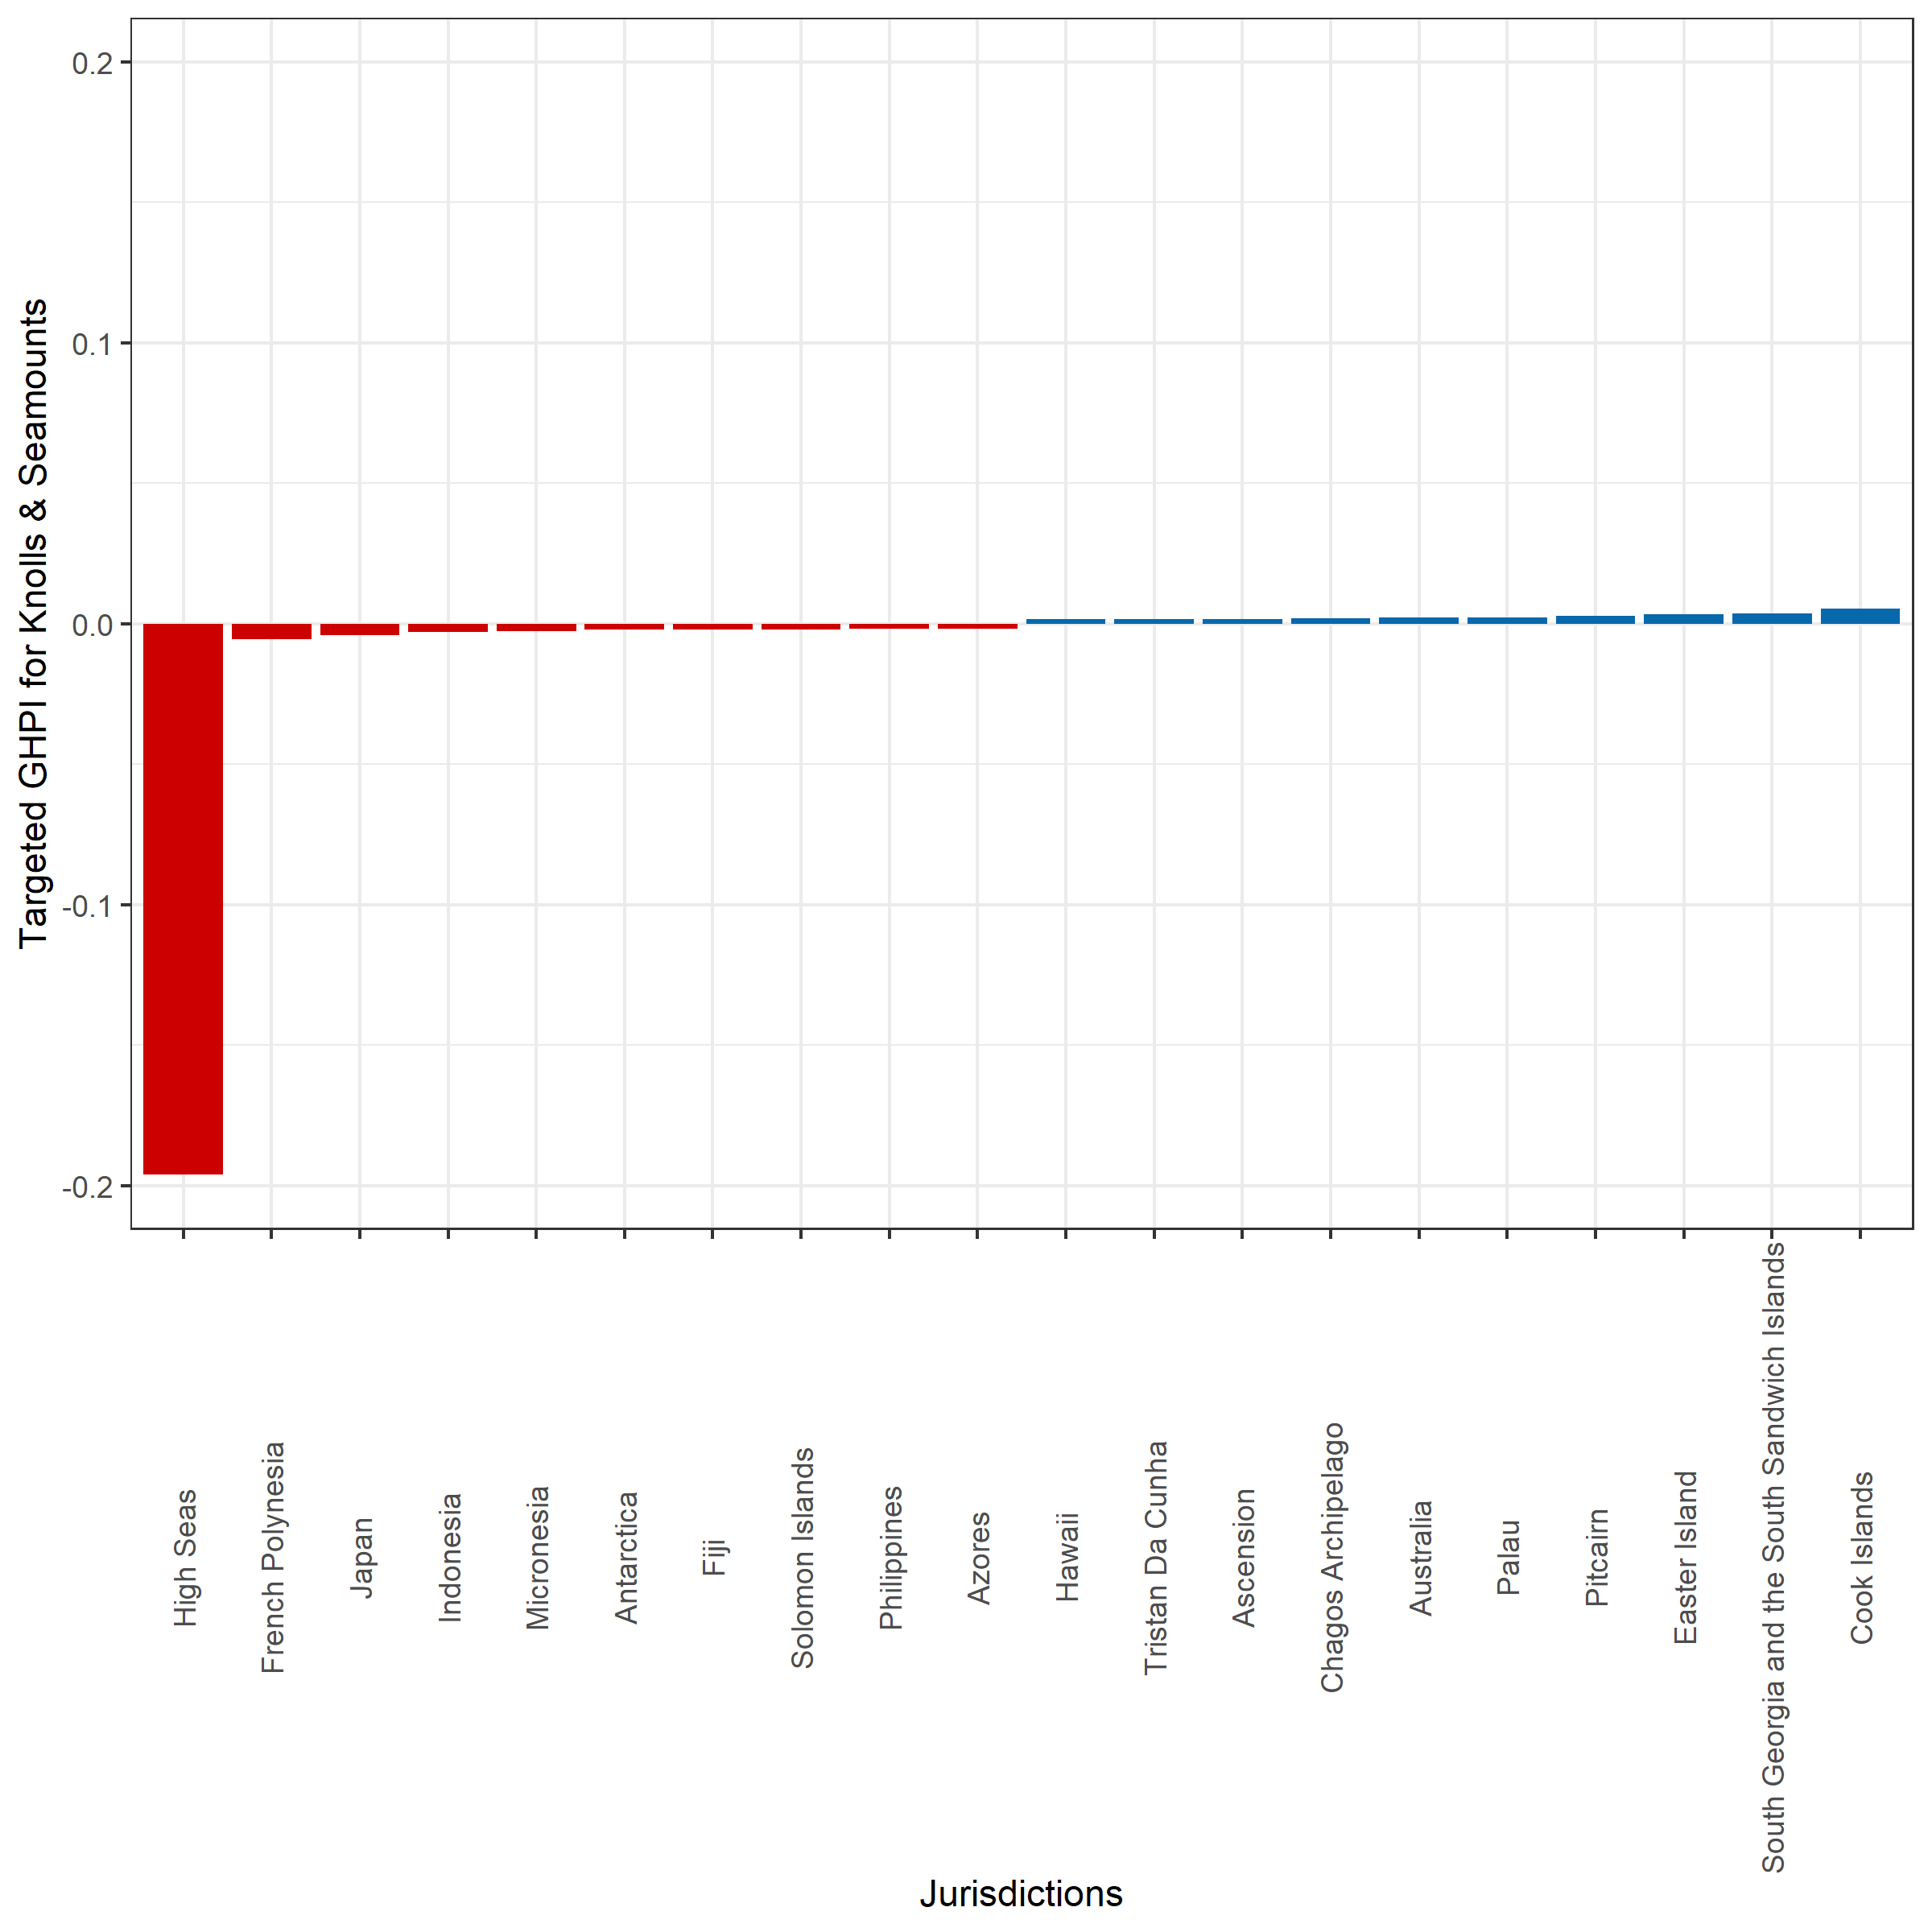 Targeted GHPI for Knolls & Seamounts
0.2
0.1
0.0
-0.1
-0.2
High Seas
French Polynesia
Japan
Indonesia
Micronesia
Antarctica
Fiji
Solomon Islands
Philippines
Azores
Hawaii
Tristan Da Cunha
Ascension
Chagos Archipelago
Australia
Palau
Pitcairn
Easter Island
South Georgia and the South Sandwich Islands
Cook Islands
Jurisdictions